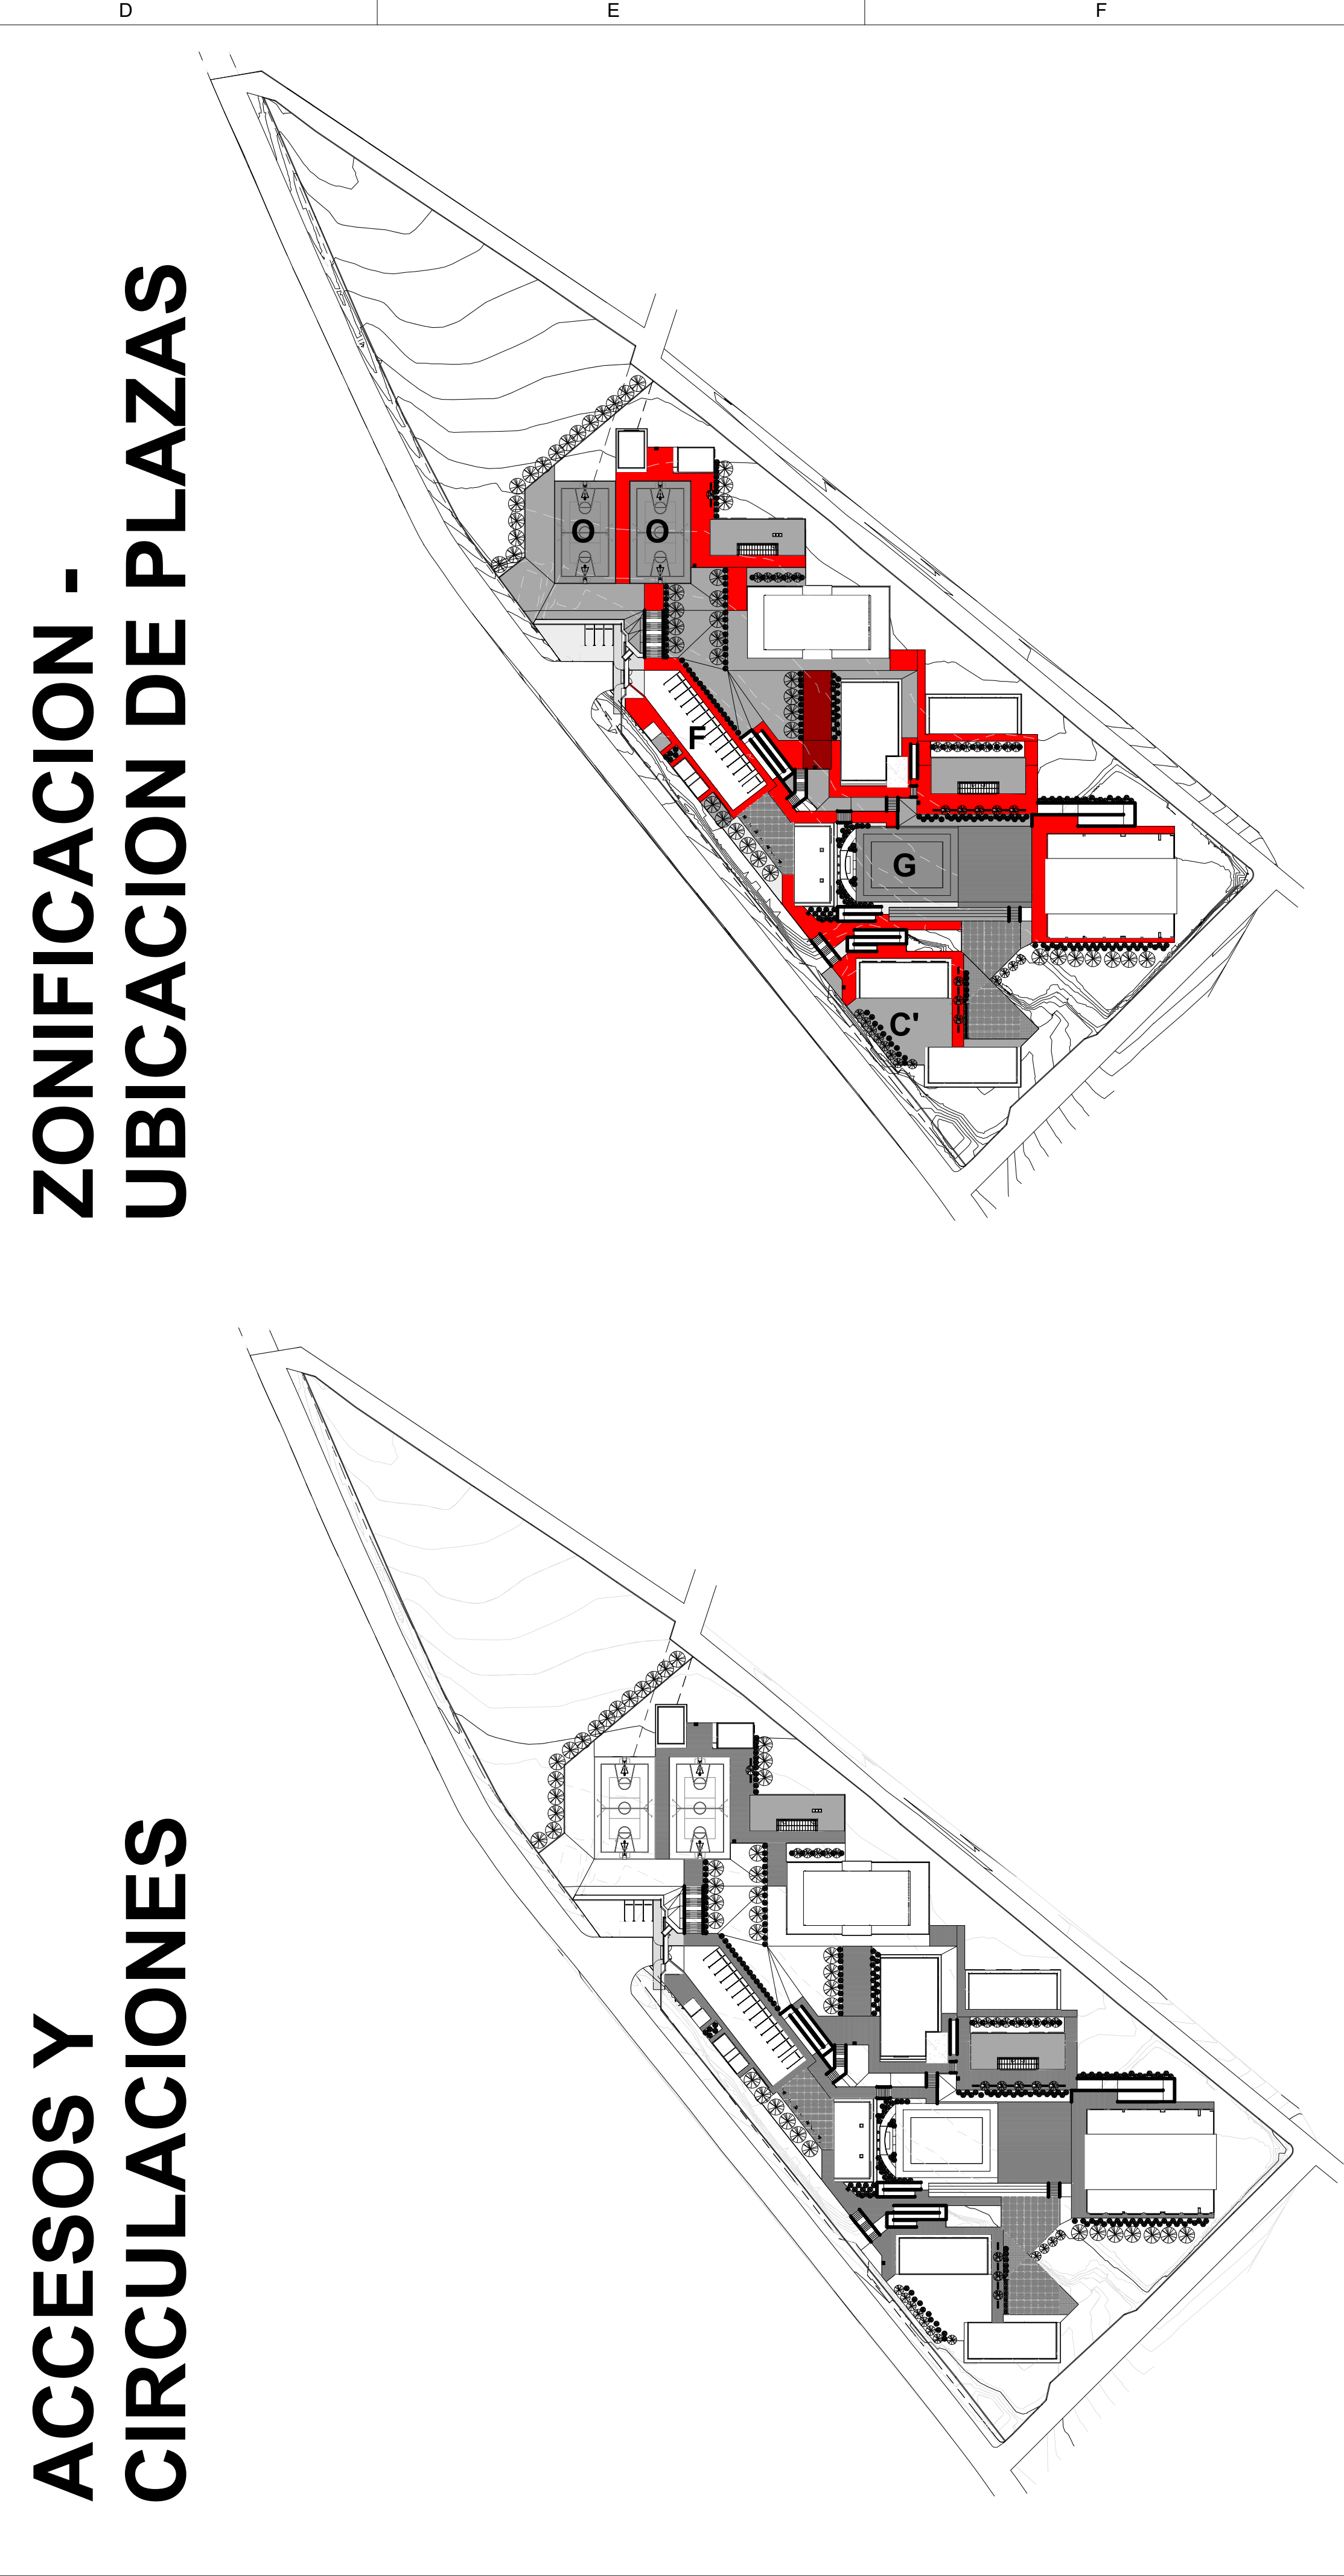 D E F
ZONIFICACION -
UBICACION DE PLAZAS
O O
F
G
C'
ACCESOS Y
CIRCULACIONES